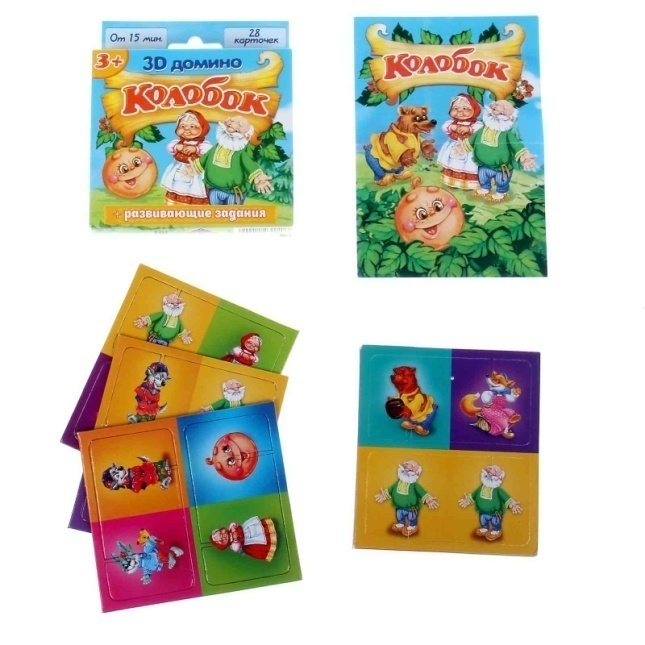 От 15 мин.
28 карточек
3+
3D домино
Колобок
+ развивающие задания
Колобок